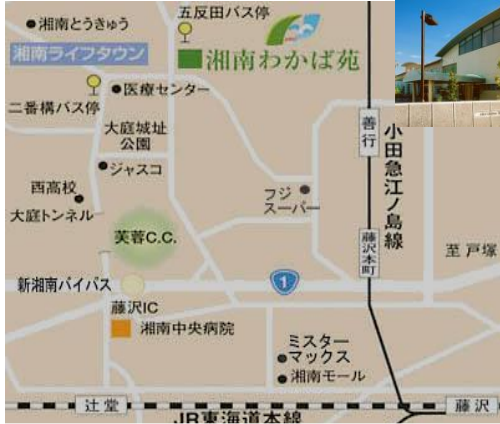 湘南とうきゅう
五反田バス停
湘南ライフタウン
湘南わかば苑
医療センター
二番構バス停
大庭城址
公園
善行
小田急江ノ島線
ジャスコ
西高校
フジ
スーパー
大庭トンネル
芙蓉C.C.
藤沢本町
至 戸塚
新湘南バイパス
1
藤沢IC
湘南中央病院
ミスター
マックス
湘南モール
辻堂
藤沢
JR東海道本線